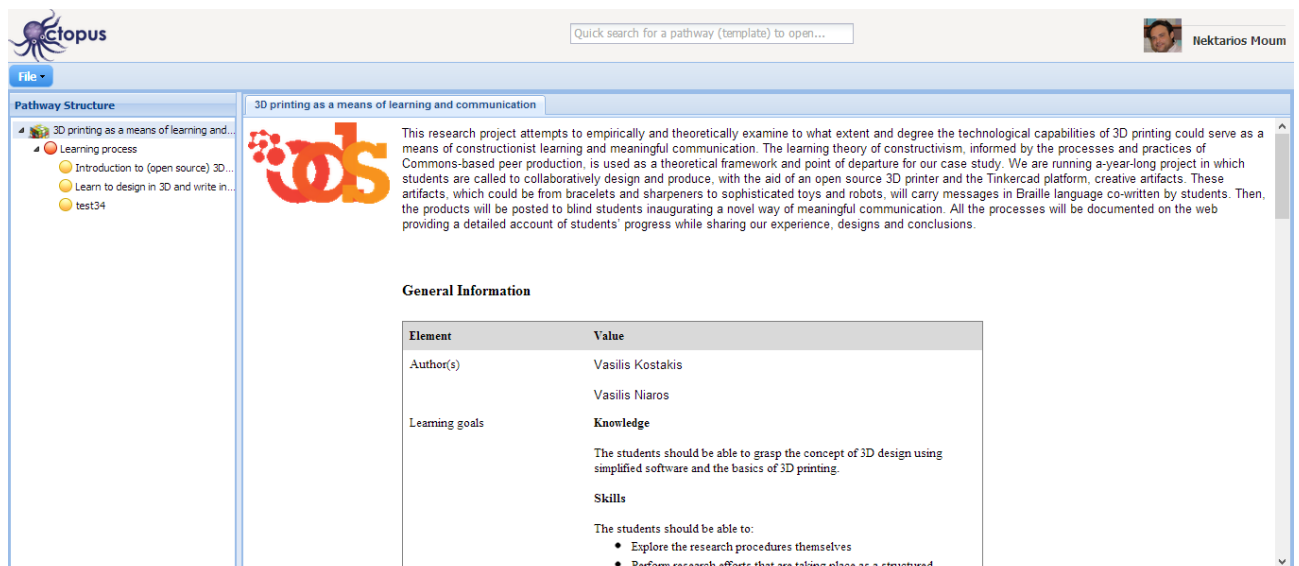 Octopus
Quick search for a pathway (template) to open...
Nektarios Moum
File
Pathway Structure
3D printing as a means of learning and...
Learning process
Introduction to (open source) 3D...
Learn to design in 3D and write in...
test34
3D printing as a means of learning and communication
ods
This research project attempts to empirically and theoretically examine to what extent and degree the technological capabilities of 3D printing could serve as a
means of constructionist learning and meaningful communication. The learning theory of constructivism, informed by the processes and practices of
Commons-based peer production, is used as a theoretical framework and point of departure for our case study. We are running a-year-long project in which
students are called to collaboratively design and produce, with the aid of an open source 3D printer and the Tinkercad platform, creative artifacts. These
artifacts, which could be from bracelets and sharpeners to sophisticated toys and robots, will carry messages in Braille language co-written by students. Then,
the products will be posted to blind students inaugurating a novel way of meaningful communication. All the processes will be documented on the web
providing a detailed account of students' progress while sharing our experience, designs and conclusions.
General Information
Element Value
Author(s) Vasilis Kostakis
Vasilis Niaros
Learning goals Knowledge
The students should be able to grasp the concept of 3D design using
simplified software and the basics of 3D printing.
Skills
The students should be able to:
• Explore the research procedures themselves
• Perform research efforts that are taking place as a structured